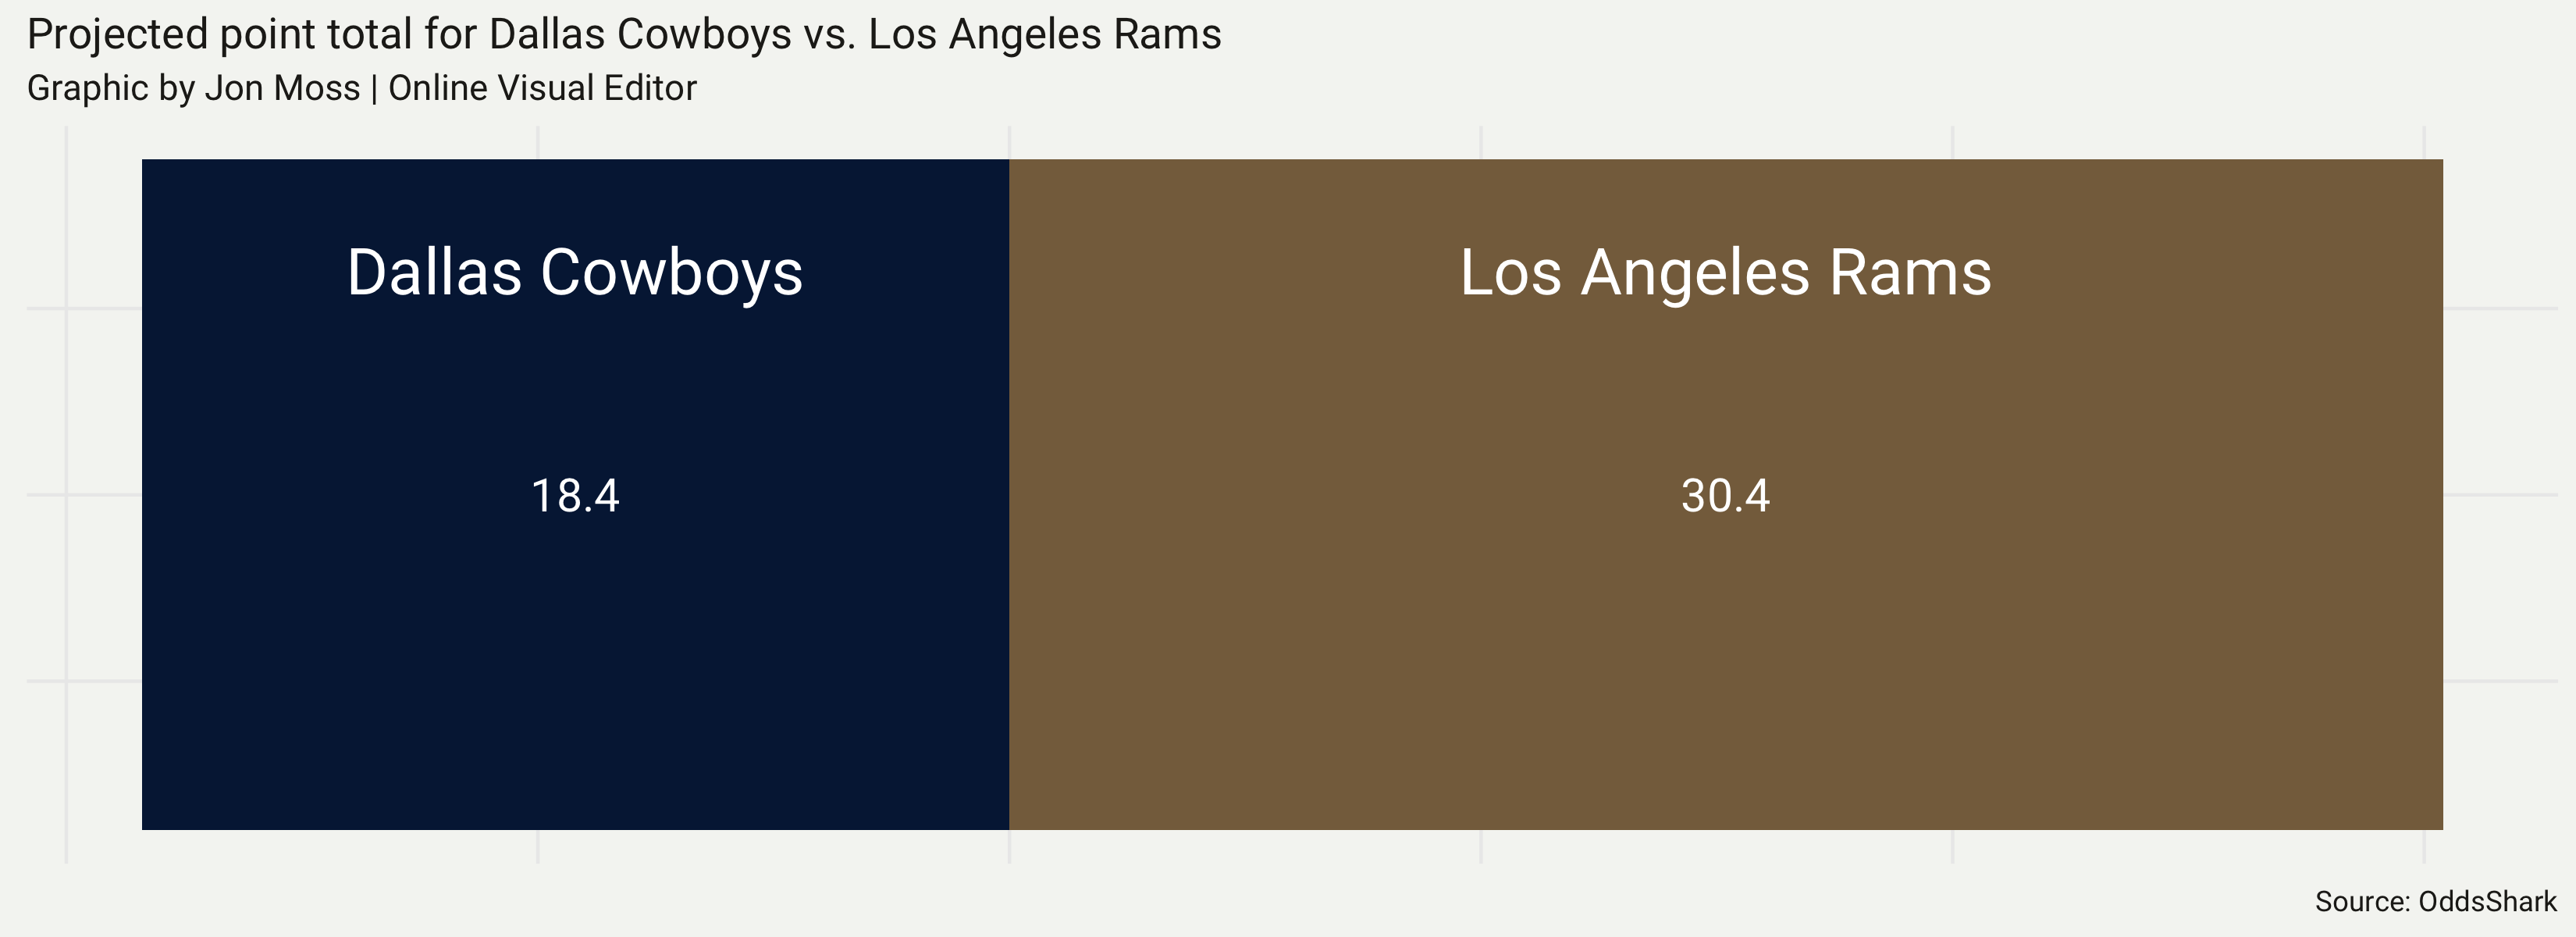 Projected point total for Dallas Cowboys vs. Los Angeles Rams
Graphic by Jon Moss | Online Visual Editor
Dallas Cowboys
Los Angeles Rams
18.4
30.4
Source: OddsShark